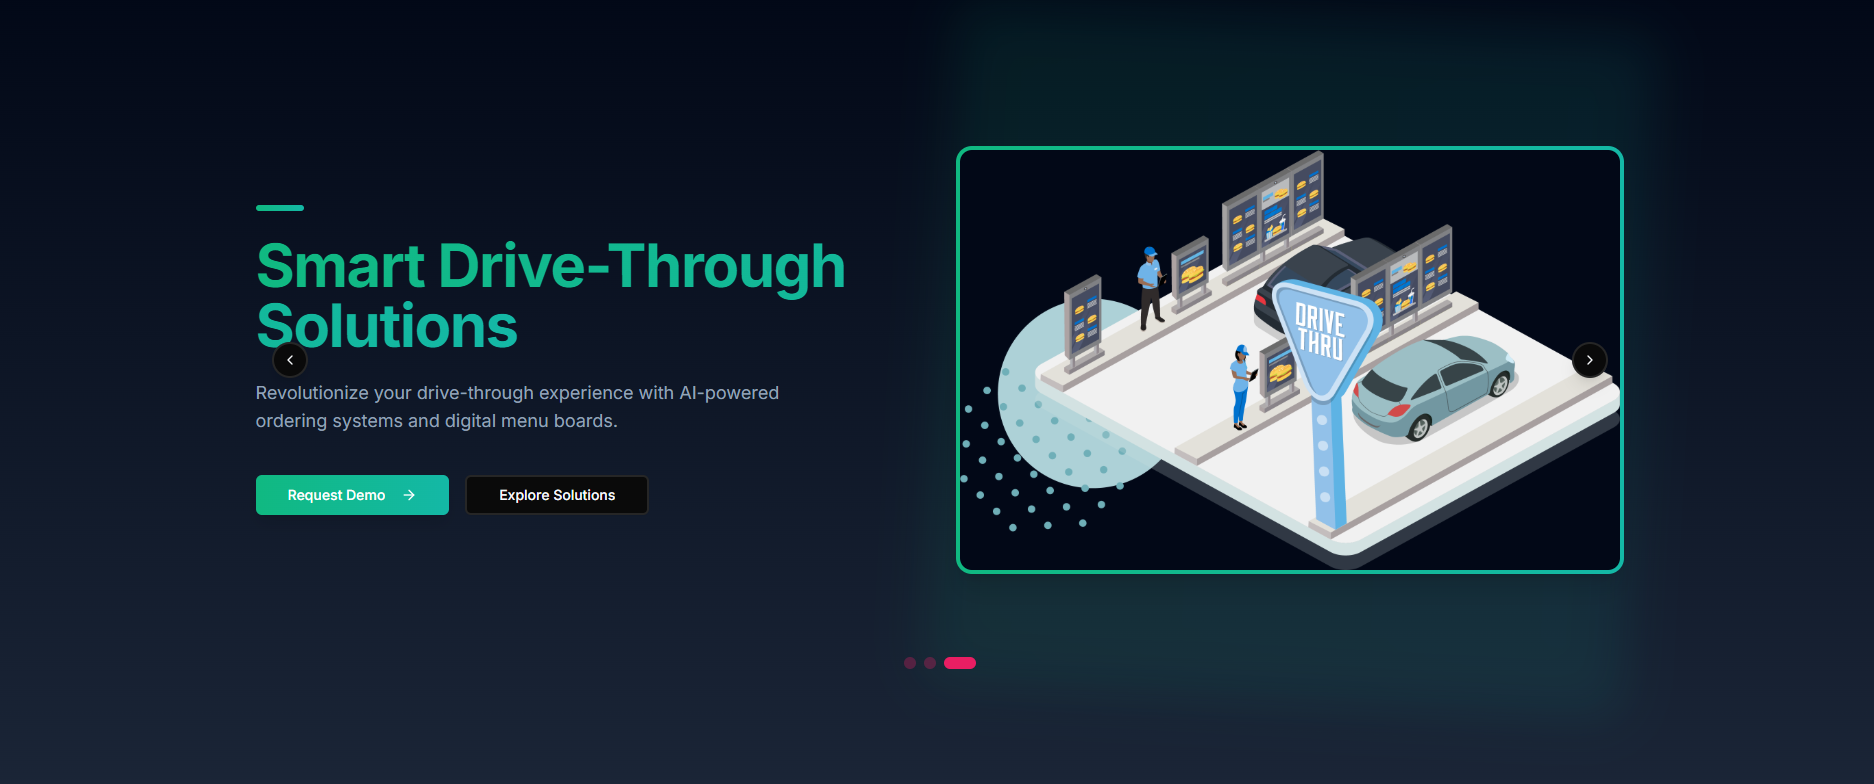 Smart Drive-Through
Solutions
Revolutionize your drive-through experience with AI-powered
ordering systems and digital menu boards.
Request Demo
Explore Solutions
DRIVE
THRU